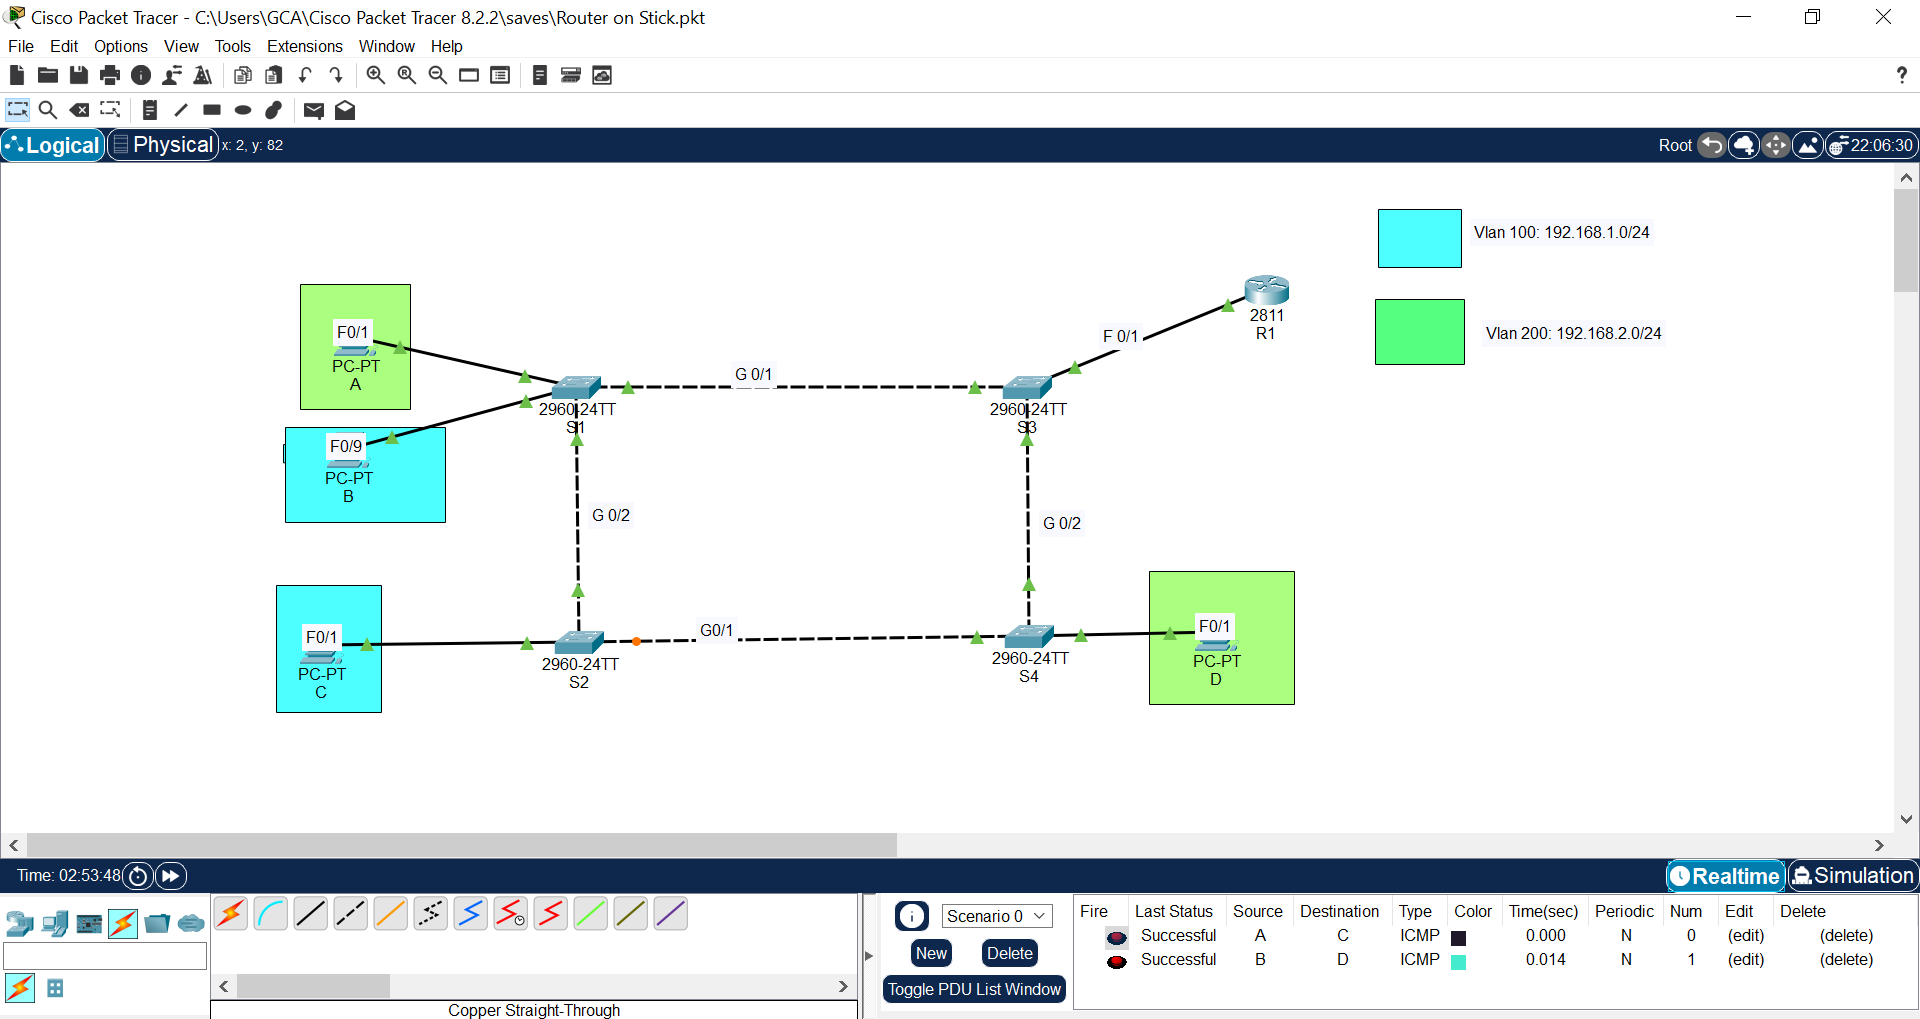 Cisco Packet Tracer - C:\Users\GCA\Cisco Packet Tracer 8.2.2\saves\Router on Stick.pkt
File Edit Options View Tools Extensions Window Help
?
Logical Physical x: 2, y: 82 Root 22:06:30
Vlan 100: 192.168.1.0/24
Vlan 200: 192.168.2.0/24
2811
R1
F 0/1
F0/1
PC-PT
A
G 0/1
2960-24TT
S1
2960-24TT
S3
F0/9
PC-PT
B
G 0/2
G 0/2
F0/1
PC-PT
C
2960-24TT
S2
G0/1
2960-24TT
S4
F0/1
PC-PT
D
Time: 02:53:48 Realtime Simulation
Scenario 0
New Delete
Toggle PDU List Window
Copper Straight-Through
Fire Last Status Source Destination Type Color Time(sec) Periodic Num Edit Delete
Successful A C ICMP 0.000 N 0 (edit) (delete)
Successful B D ICMP 0.014 N 1 (edit) (delete)